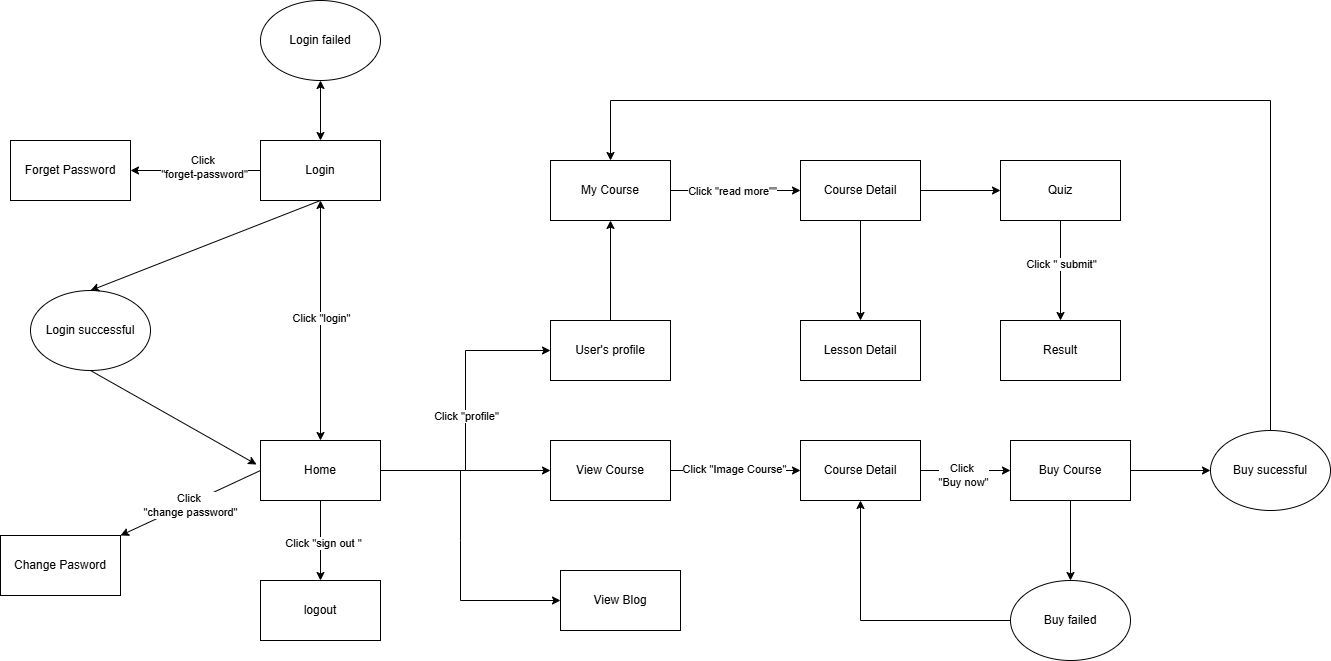 Login failed
Forget Password
Click
"forget-password"
Login
My Course
Click "read more""
Course Detail
Quiz
Click " submit"
Login successful
Click "login"
User's profile
Lesson Detail
Result
Click "profile"
Home
View Course
Click "Image Course"
Course Detail
Click
"Buy now"
Buy Course
Buy sucessful
Click
"change password"
Click "sign out "
Change Pasword
logout
View Blog
Buy failed